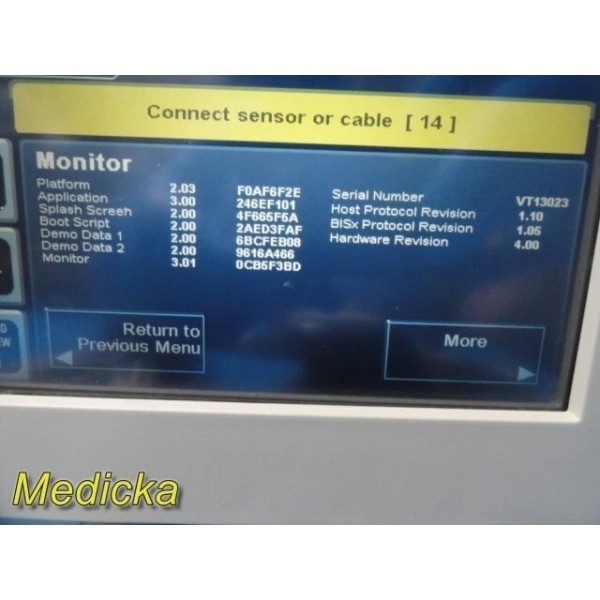 Connect sensor or cable [ 14 ]
Monitor
Platform 2.03 F0AF6F2E
Application 3.00 246EF101
Splash Screen 2.00 4F665F5A
Boot Script 2.00 2AED3FAF
Demo Data 1 2.00 6BCFEB08
Demo Data 2 2.00 9616A466
Monitor 3.01 0CB5F3BD
Serial Number VT13023
Host Protocol Revision 1.10
BISx Protocol Revision 1.05
Hardware Revision 4.00
Return to
Previous Menu
More
Medicka